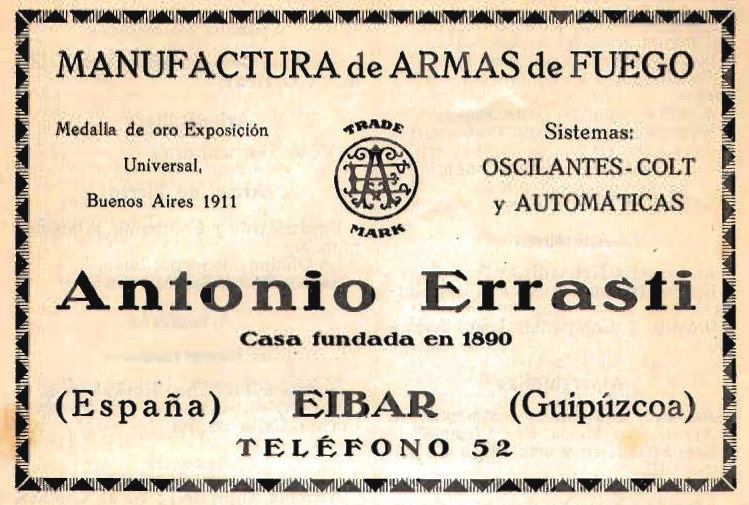 MANUFACTURA de ARMAS de FUEGO
Medalla de oro Exposición
Universal,
Buenos Aires 1911
TRADE
EA
MARK
Sistemas:
OSCILANTES-COLT
y AUTOMÁTICAS
Antonio Errasti
Casa fundada en 1890
(España) EIBAR (Guipúzcoa)
TELÉFONO 52